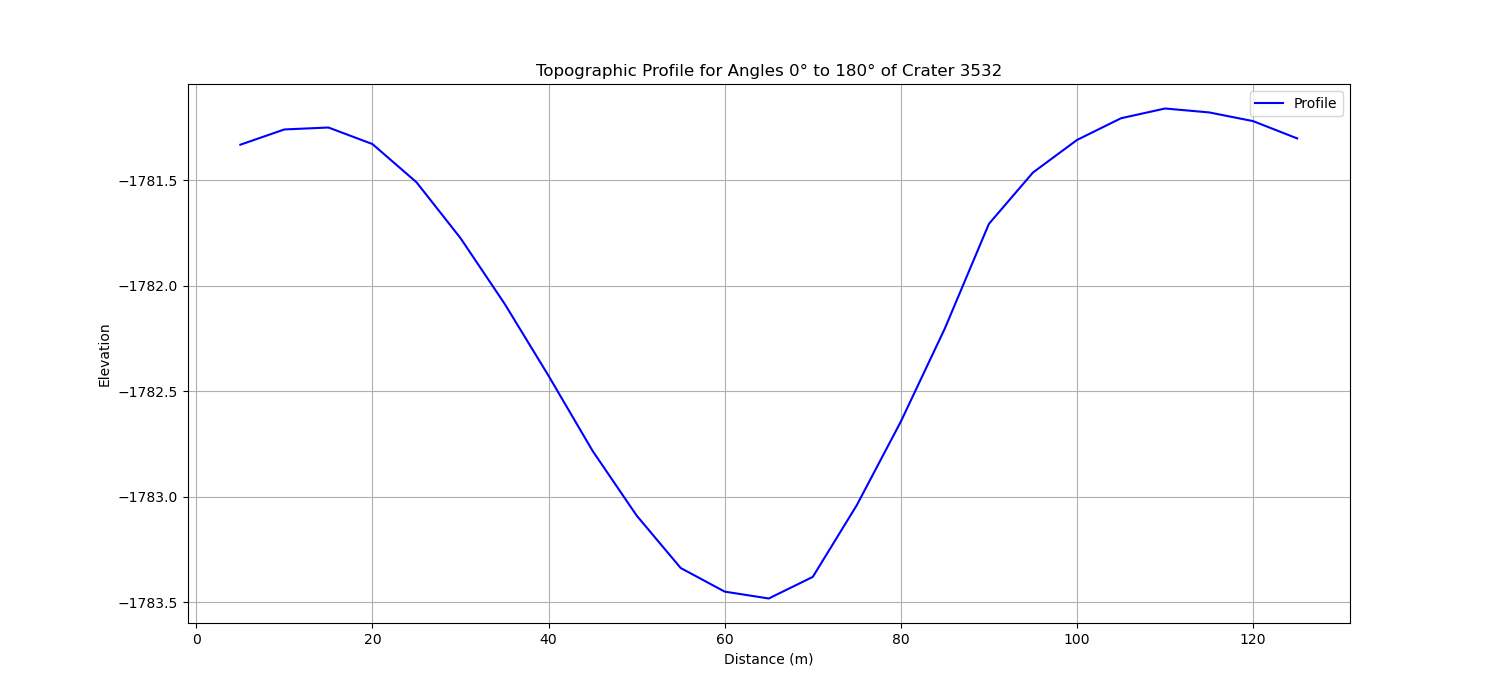 Topographic Profile for Angles 0° to 180° of Crater 3532
Profile
−1781.5
−1782.0
−1782.5
−1783.0
−1783.5
Elevation
0 20 40 60 80 100 120
Distance (m)